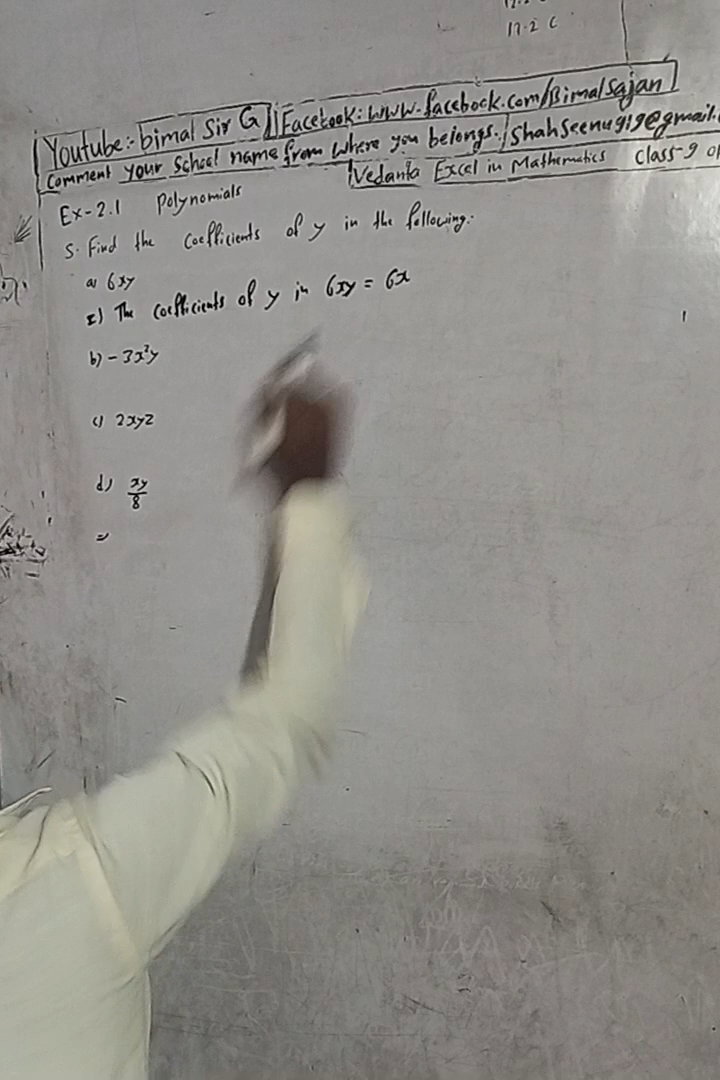 17.2 C
Youtube:- bimal Sir G || Facebook: www.facebook.com/Bimalsajan
Comment your School name from where you belongs. / Shahseenu919@gmail.
Vedanta Excel in Mathematics Class-9
Ex-2.1 Polynomials
5. Find the coefficients of y in the following:-
a) 6xy
The coefficients of y in 6xy = 6x
b) -3x²y
c) 2xyz
d) xy/8
=